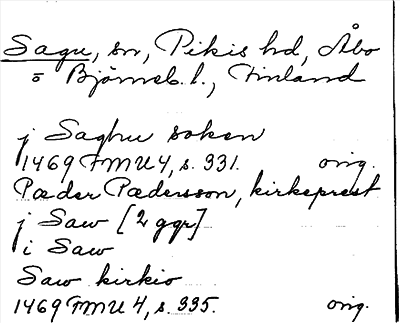 Sagu, sn, Pikis hd, Åbo
o Björneb. l., Finland
j Saghu soken
1469 FMU 4, s. 331. orig.
Pæder Pædersson, kirkeprest
j Saw [2 ggr]
i Saw
Saw kirkio
1469 FMU 4, s. 335. orig.